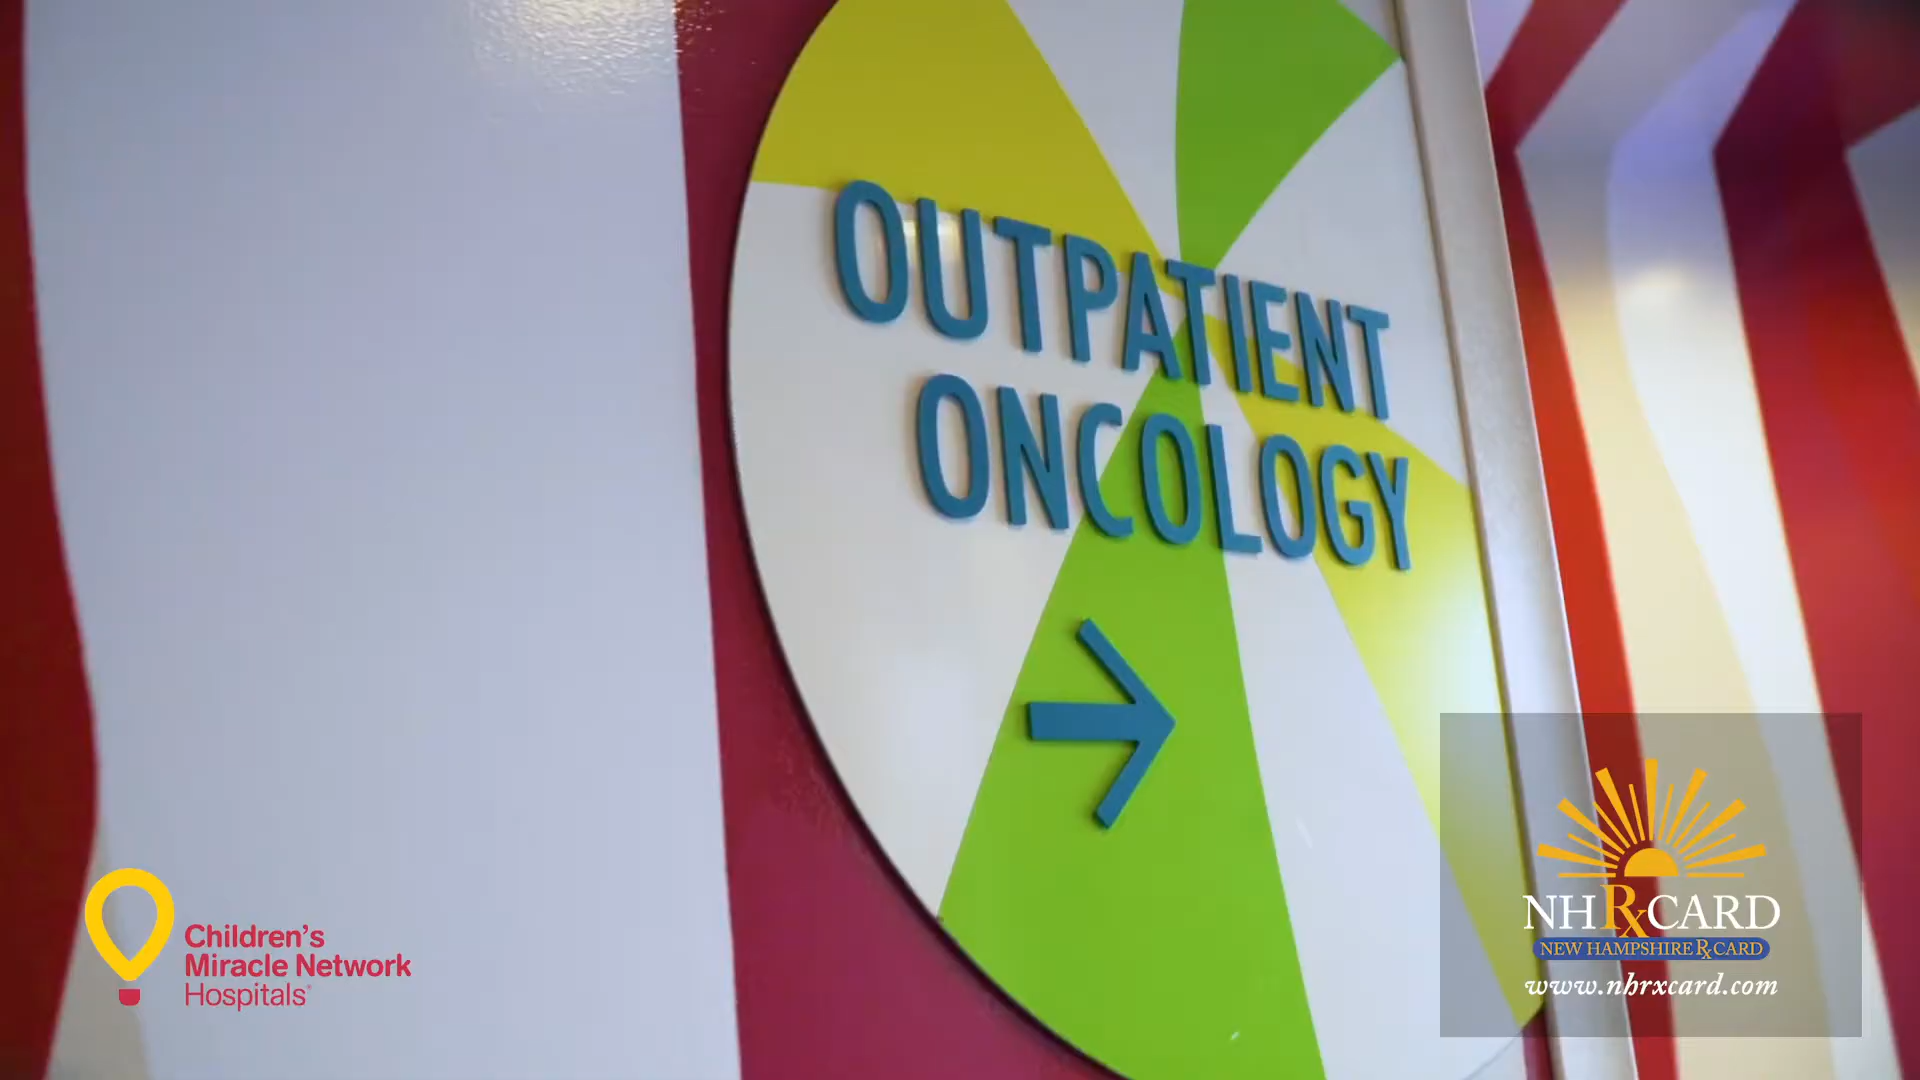 OUTPATIENT
ONCOLOGY
Children's
Miracle Network
Hospitals
NHRxCARD
NEW HAMPSHIRE RxCARD
www.nhrxcard.com